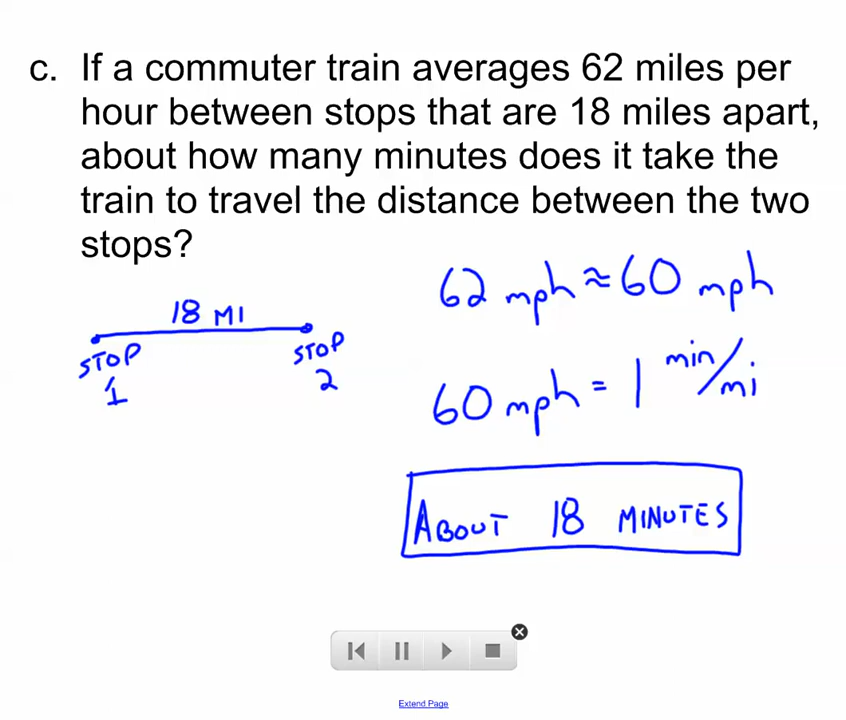 c. If a commuter train averages 62 miles per
hour between stops that are 18 miles apart,
about how many minutes does it take the
train to travel the distance between the two
stops?
62 mph ≈ 60 mph
18 MI
STOP
1
STOP
2
60 mph = 1 min/mi
ABOUT 18 MINUTES
Extend Page